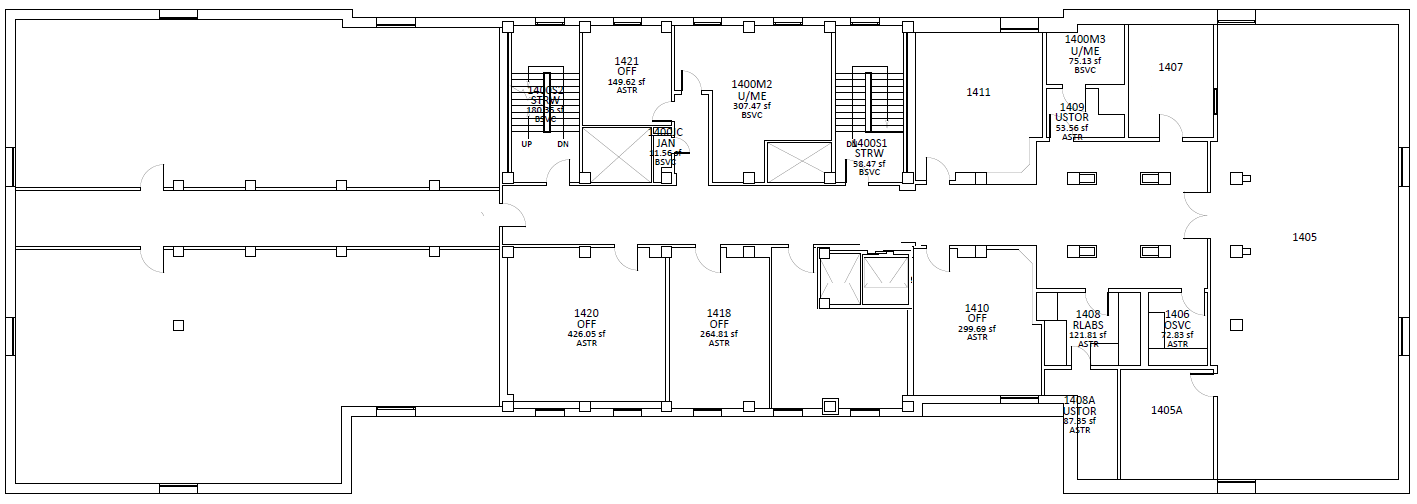 1400M3
U/ME
75.13 sf
BSVC
1421
OFF
149.62 sf
ASTR
1407
1400M2
U/ME
307.47 sf
BSVC
1400S2
STRW
180.36 sf
BSVC
1411
1409
USTOR
53.56 sf
ASTR
UP
DN
1400JC
JAN
11.56 sf
BSVC
DN
1400S1
STRW
58.47 sf
BSVC
1405
1420
OFF
426.05 sf
ASTR
1418
OFF
264.81 sf
ASTR
1410
OFF
299.69 sf
ASTR
1408
RLABS
121.81 sf
ASTR
1406
OSVC
72.83 sf
ASTR
1408A
USTOR
87.35 sf
ASTR
1405A